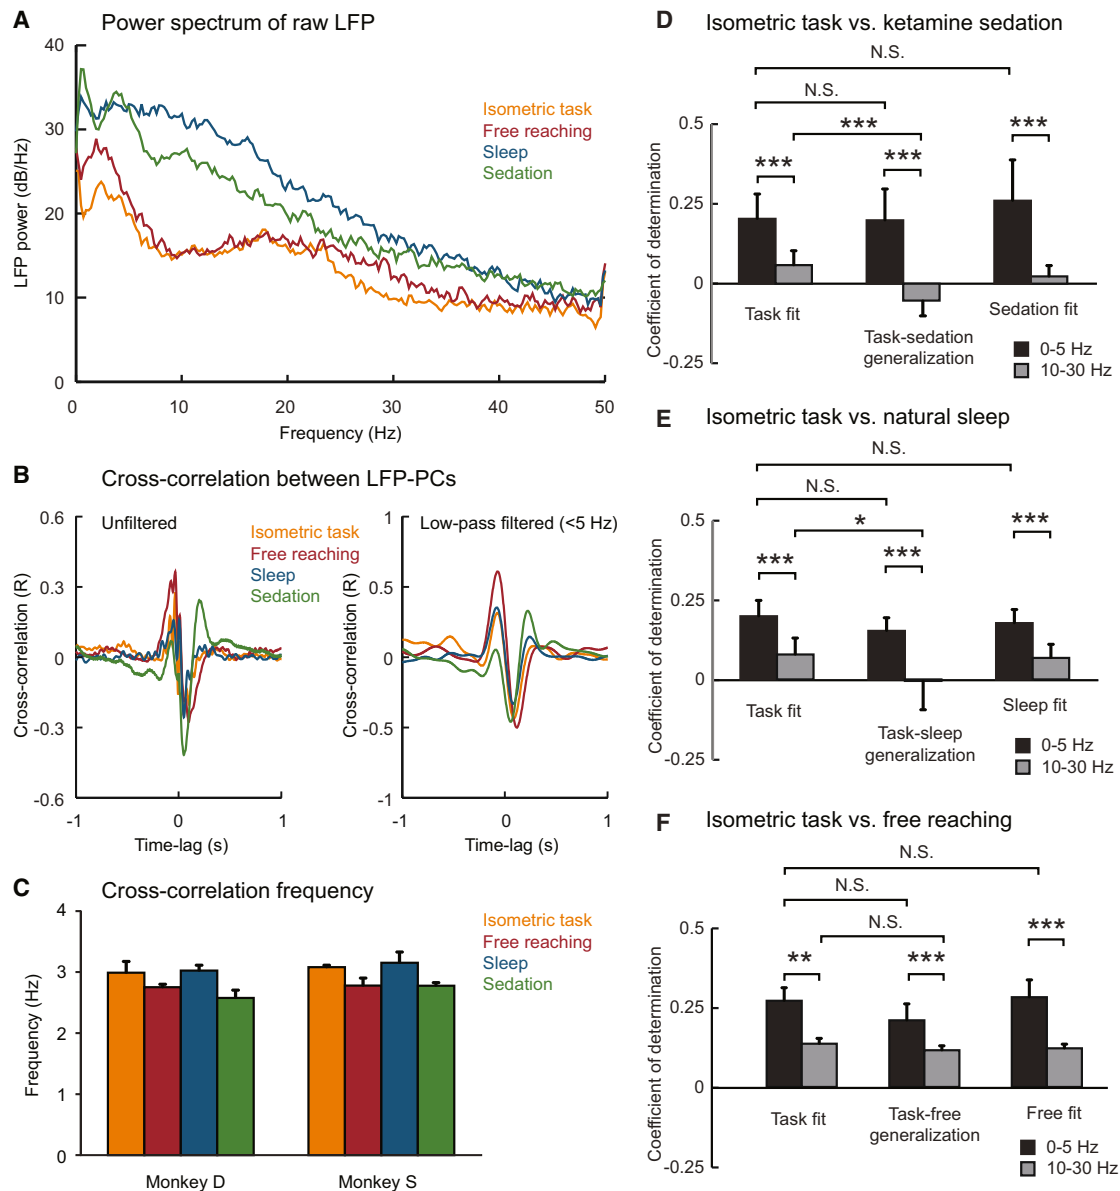 A Power spectrum of raw LFP
40
30
20
10
0
LFP power (dB/Hz)
Isometric task
Free reaching
Sleep
Sedation
0 10 20 30 40 50
Frequency (Hz)
B Cross-correlation between LFP-PCs
0.6
0.3
0
-0.3
-0.6
Cross-correlation (R)
Unfiltered
Isometric task
Free reaching
Sleep
Sedation
-1 0 1
Time-lag (s)
1
0.5
0
-0.5
-1
Cross-correlation (R)
Low-pass filtered (<5 Hz)
-1 0 1
Time-lag (s)
C Cross-correlation frequency
4
3
2
1
0
Frequency (Hz)
Isometric task
Free reaching
Sleep
Sedation
Monkey D Monkey S
D Isometric task vs. ketamine sedation
N.S.
N.S.
***
*** *** ***
0.5
0.25
0
-0.25
Coefficient of determination
Task fit
Task-sedation
generalization
Sedation fit
0-5 Hz
10-30 Hz
E Isometric task vs. natural sleep
N.S.
N.S.
*
*** *** ***
0.5
0.25
0
-0.25
Coefficient of determination
Task fit
Task-sleep
generalization
Sleep fit
0-5 Hz
10-30 Hz
F Isometric task vs. free reaching
N.S.
N.S.
N.S.
** *** ***
0.5
0.25
0
-0.25
Coefficient of determination
Task fit
Task-free
generalization
Free fit
0-5 Hz
10-30 Hz